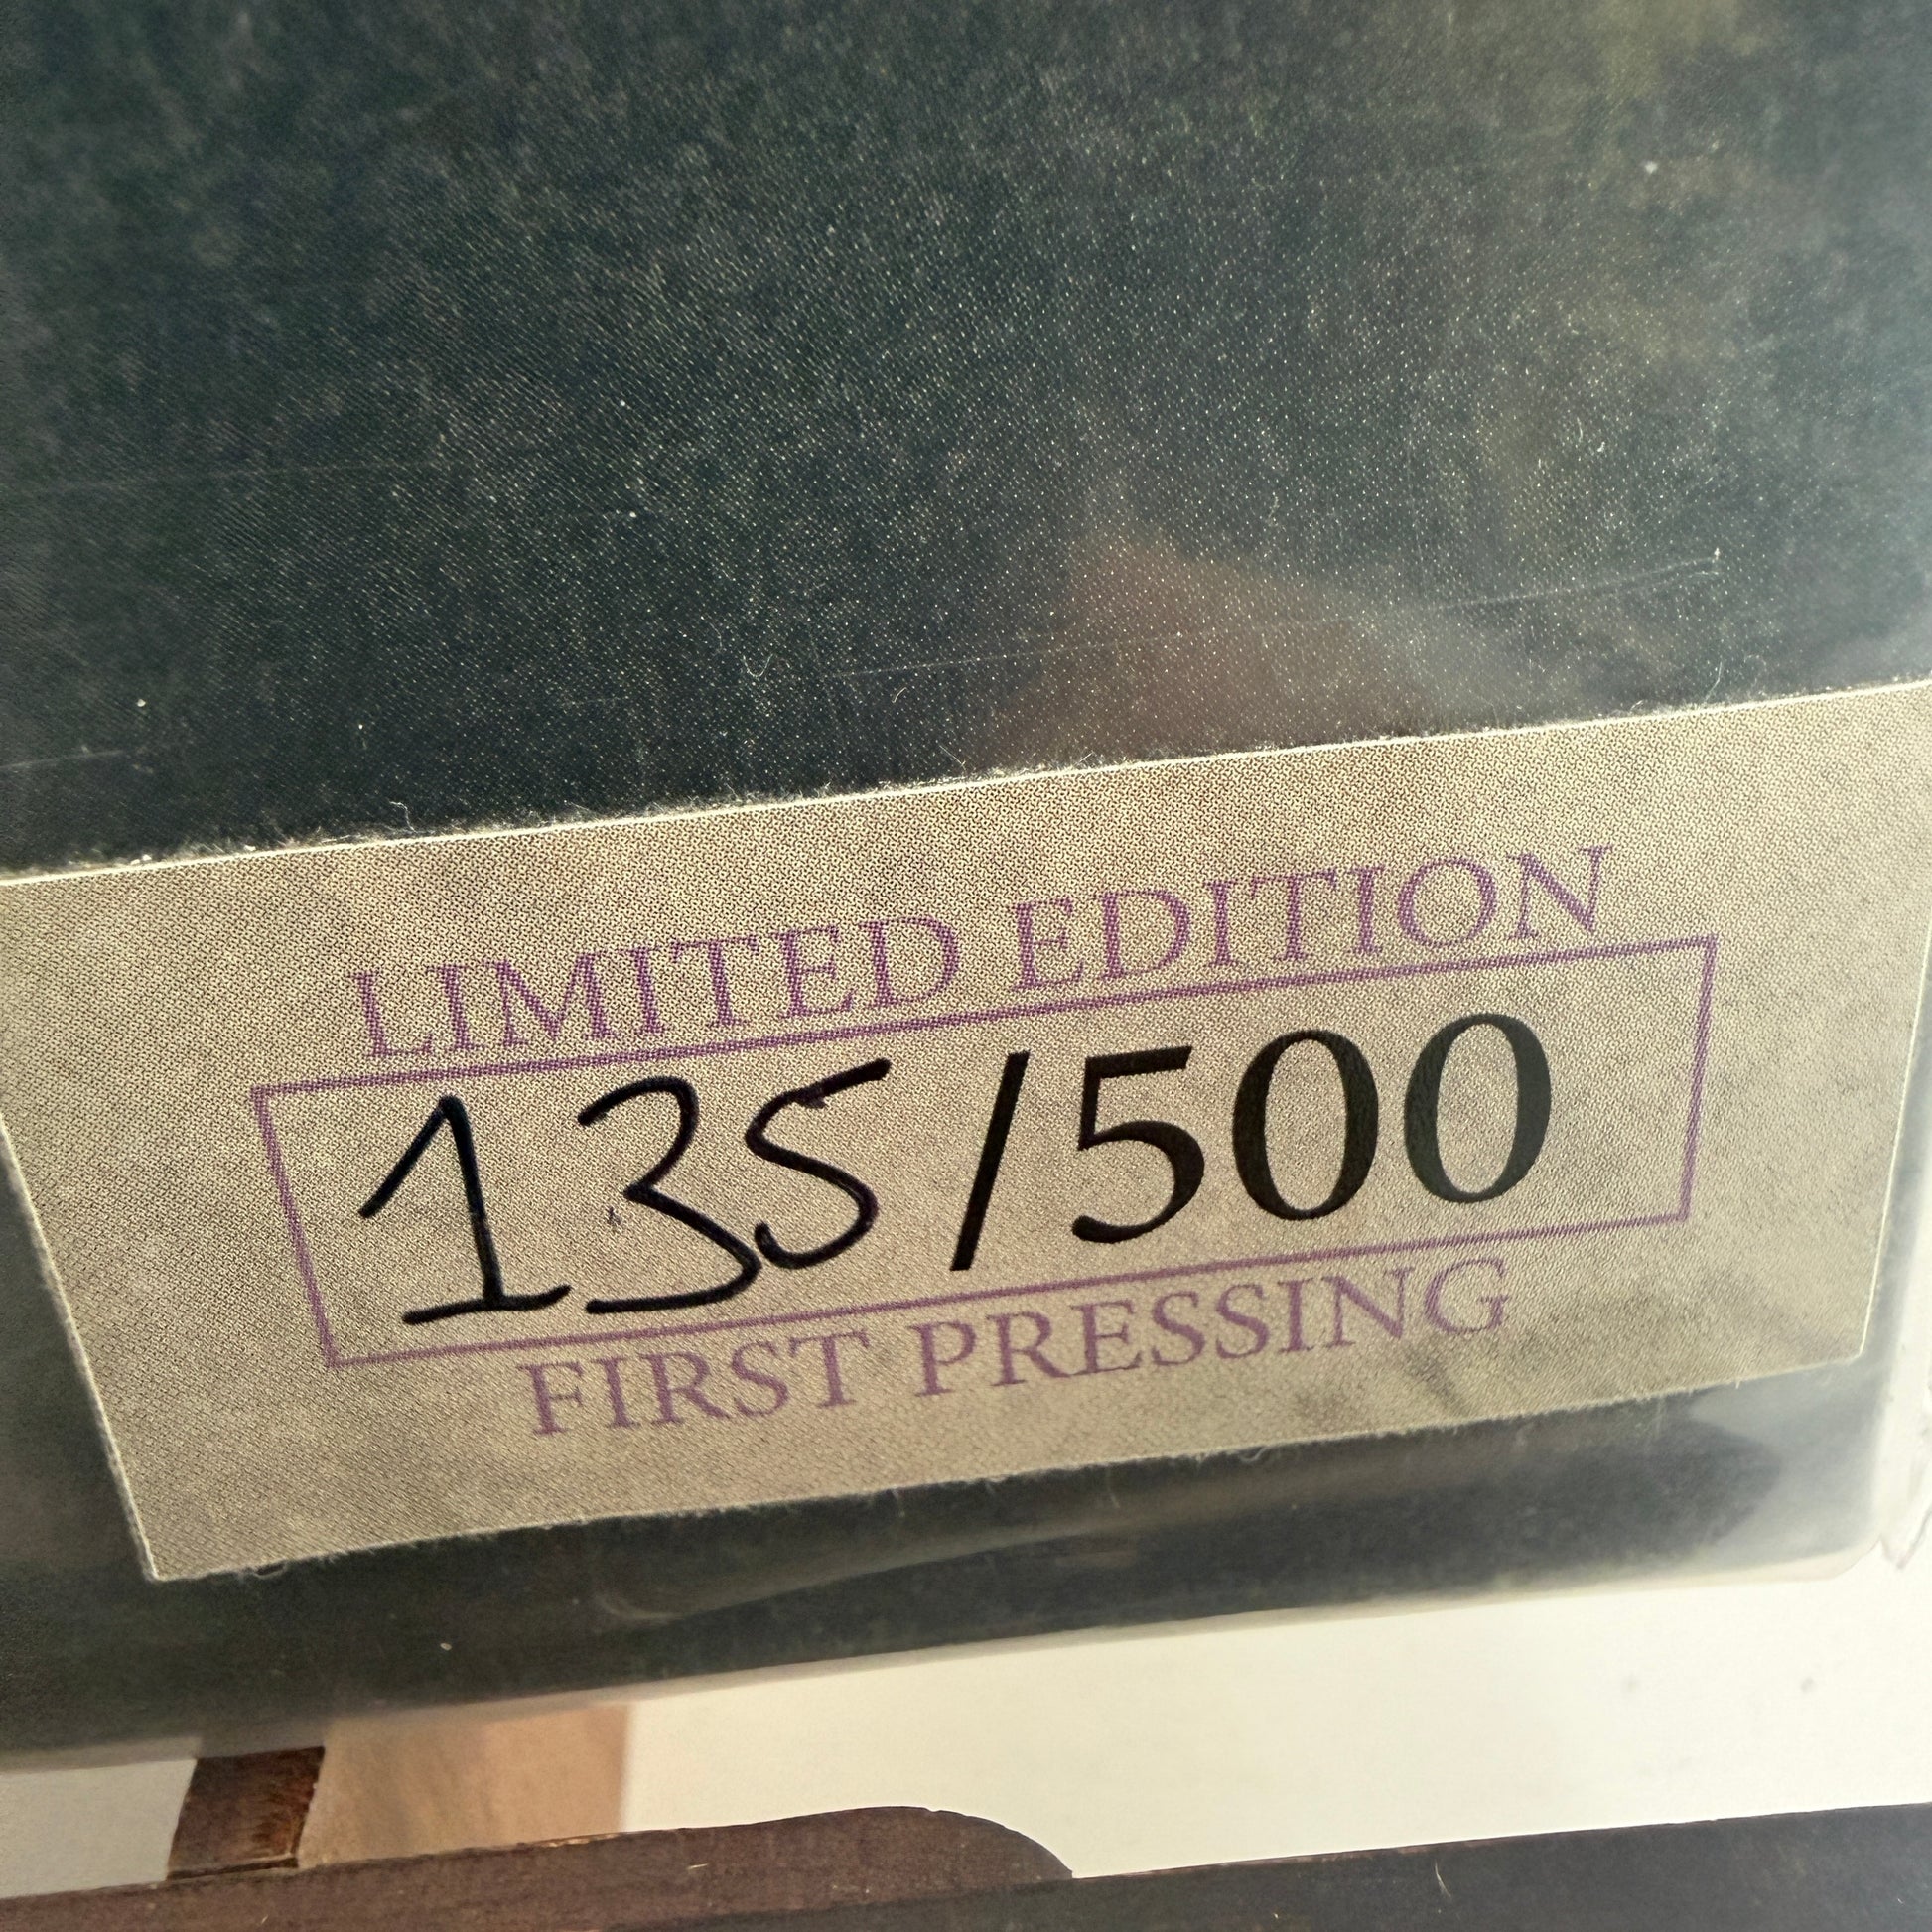 LIMITED EDITION
135/500
FIRST PRESSING